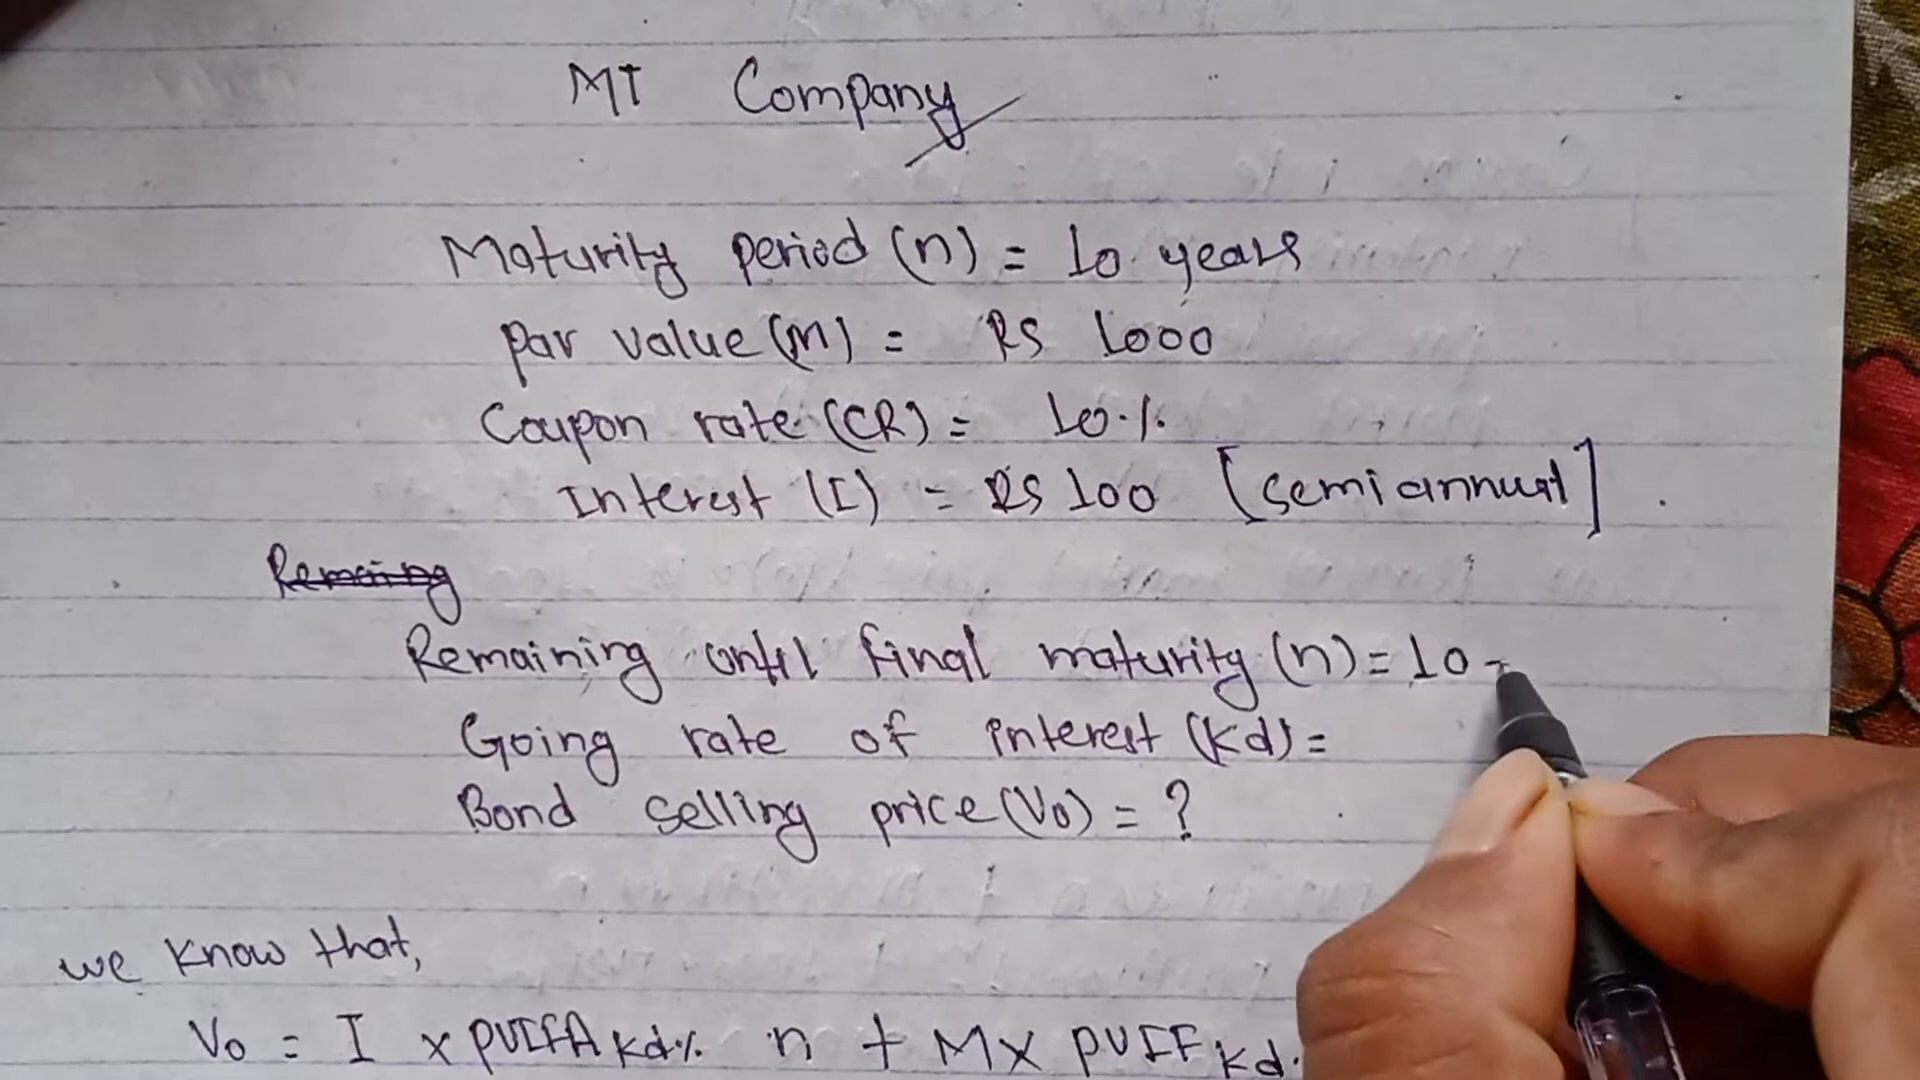 MT Company
Maturity period (n) = 10 years
Par value (M) = RS 1000
Coupon rate (CR) = 10%
Interest (I) = RS 100 [semiannual]
Remaining
Remaining until final maturity (n) = 10 -
Going rate of interest (Kd) =
Bond selling price (V0) = ?
we know that,
V0 = I x PVIFA Kd% n + M x PVIF Kd.